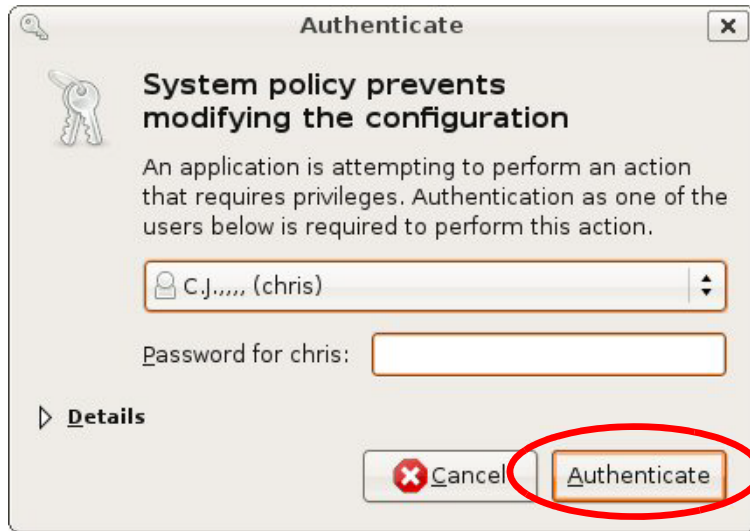 Authenticate
System policy prevents
modifying the configuration
An application is attempting to perform an action
that requires privileges. Authentication as one of the
users below is required to perform this action.
C.J.,,,, (chris)
Password for chris:
Details
Cancel Authenticate